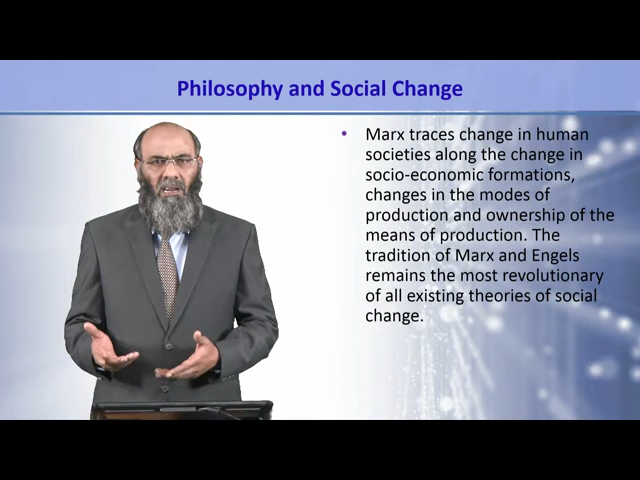 Philosophy and Social Change
• Marx traces change in human
societies along the change in
socio-economic formations,
changes in the modes of
production and ownership of the
means of production. The
tradition of Marx and Engels
remains the most revolutionary
of all existing theories of social
change.